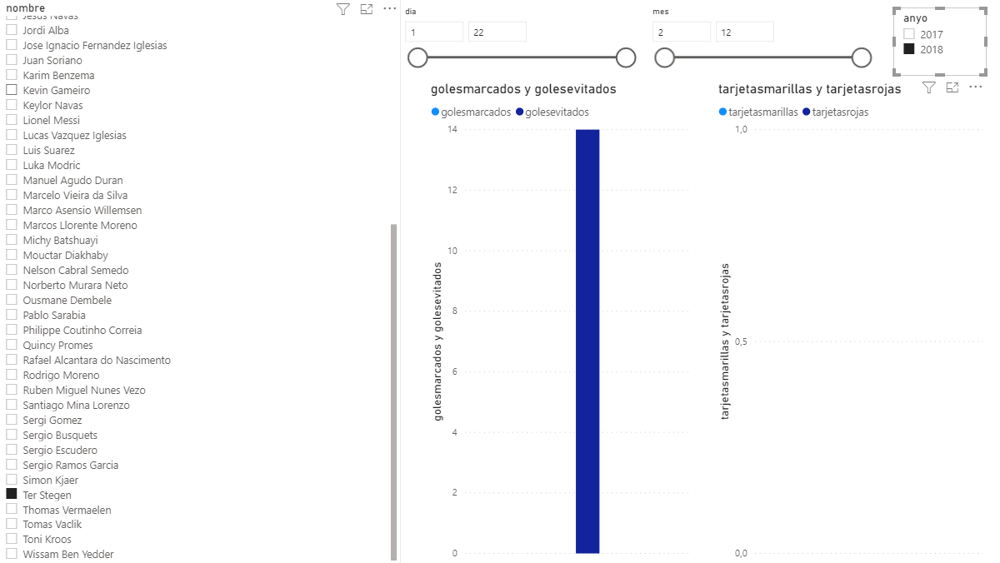 nombre
Jesus Navas
Jordi Alba
Jose Ignacio Fernandez Iglesias
Juan Soriano
Karim Benzema
Kevin Gameiro
Keylor Navas
Lionel Messi
Lucas Vazquez Iglesias
Luis Suarez
Luka Modric
Manuel Agudo Duran
Marcelo Vieira da Silva
Marco Asensio Willemsen
Marcos Llorente Moreno
Michy Batshuayi
Mouctar Diakhaby
Nelson Cabral Semedo
Norberto Murara Neto
Ousmane Dembele
Pablo Sarabia
Philippe Coutinho Correia
Quincy Promes
Rafael Alcantara do Nascimento
Rodrigo Moreno
Ruben Miguel Nunes Vezo
Santiago Mina Lorenzo
Sergi Gomez
Sergio Busquets
Sergio Escudero
Sergio Ramos Garcia
Simon Kjaer
Ter Stegen
Thomas Vermaelen
Tomas Vaclik
Toni Kroos
Wissam Ben Yedder
dia
1 22
mes
2 12
anyo
2017
2018
golesmarcados y golesevitados
golesmarcados golesevitados
golesmarcados y golesevitados
14
12
10
8
6
4
2
0
tarjetasmarillas y tarjetasrojas
tarjetasmarillas tarjetasrojas
tarjetasmarillas y tarjetasrojas
1,0
0,5
0,0